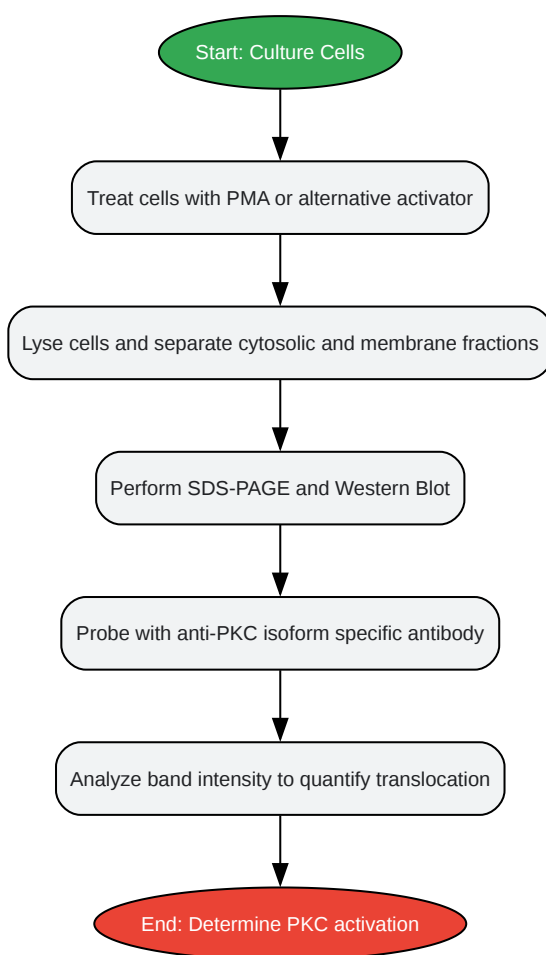 Start: Culture Cells
Treat cells with PMA or alternative activator
Lyse cells and separate cytosolic and membrane fractions
Perform SDS-PAGE and Western Blot
Probe with anti-PKC isoform specific antibody
Analyze band intensity to quantify translocation
End: Determine PKC activation